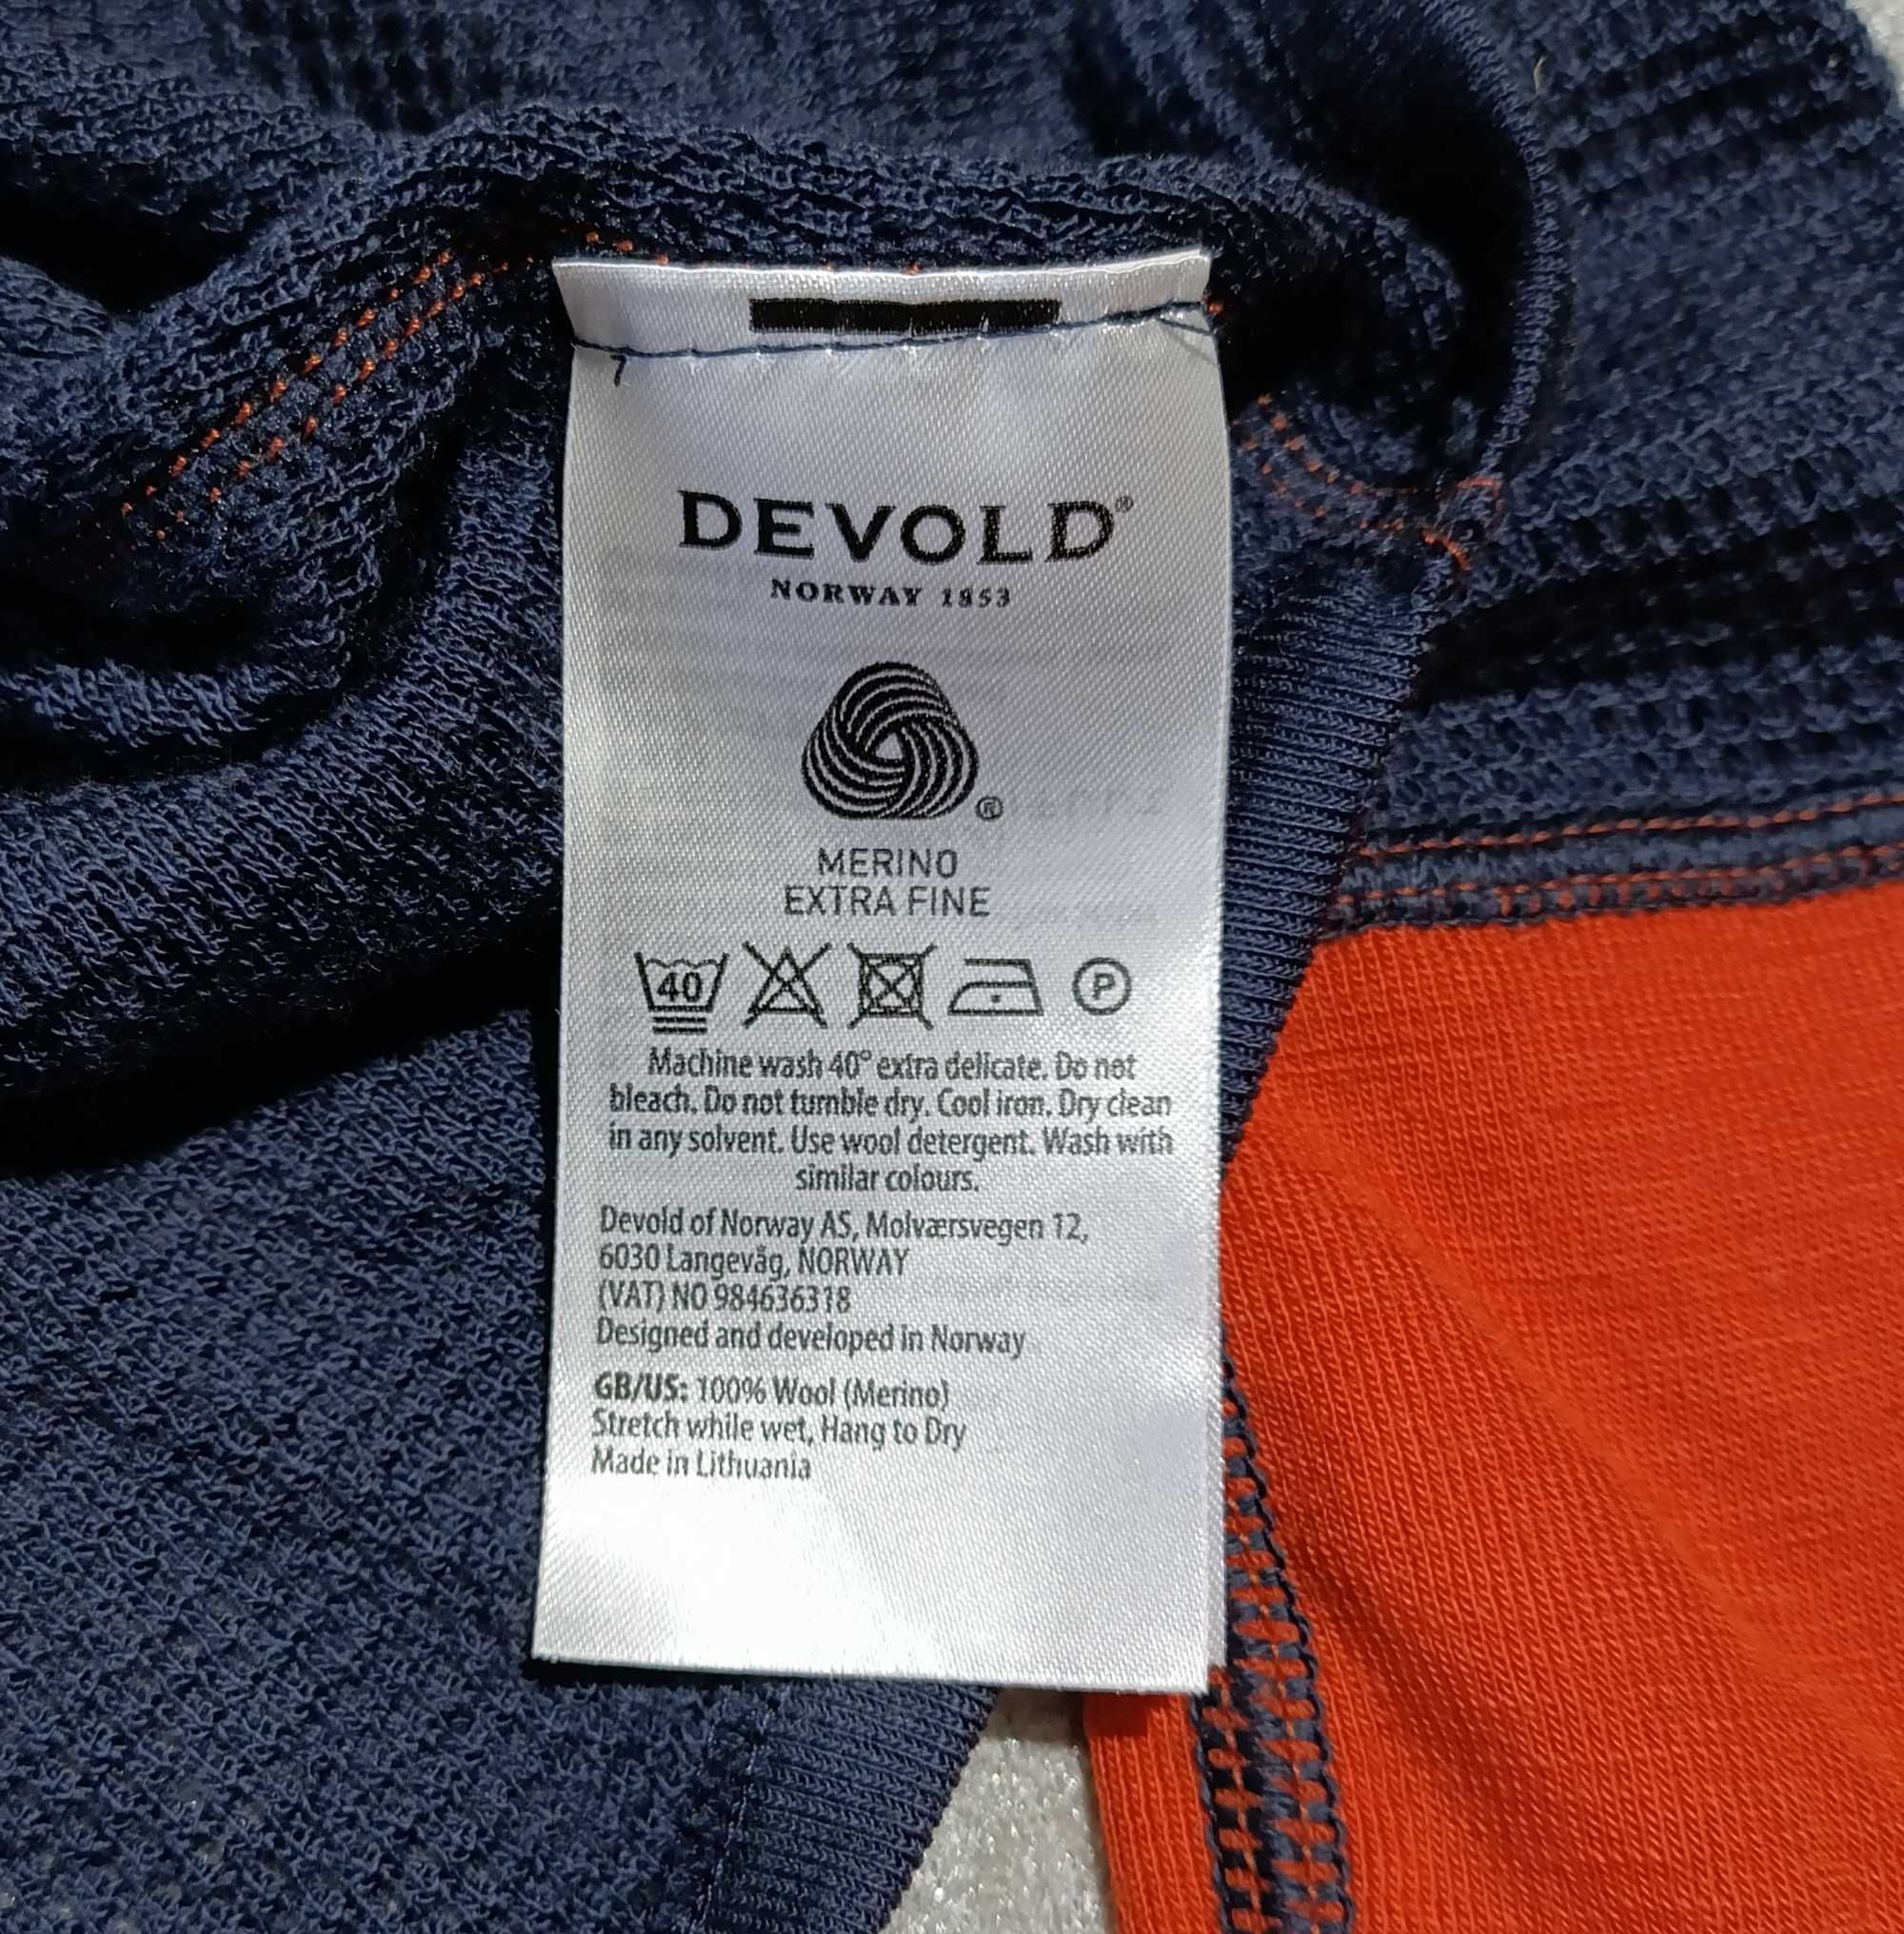 DEVOLD®
NORWAY 1853
®
MERINO
EXTRA FINE
40 P
Machine wash 40° extra delicate. Do not
bleach. Do not tumble dry. Cool iron. Dry clean
in any solvent. Use wool detergent. Wash with
similar colours.
Devold of Norway AS, Molværsvegen 12,
6030 Langevåg, NORWAY
(VAT) NO 984636318
Designed and developed in Norway
GB/US: 100% Wool (Merino)
Stretch while wet, Hang to Dry
Made in Lithuania